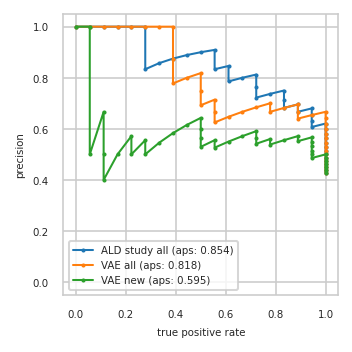 1.0
0.8
0.6
0.4
0.2
0.0
precision
ALD study all (aps: 0.854)
VAE all (aps: 0.818)
VAE new (aps: 0.595)
0.0 0.2 0.4 0.6 0.8 1.0
true positive rate